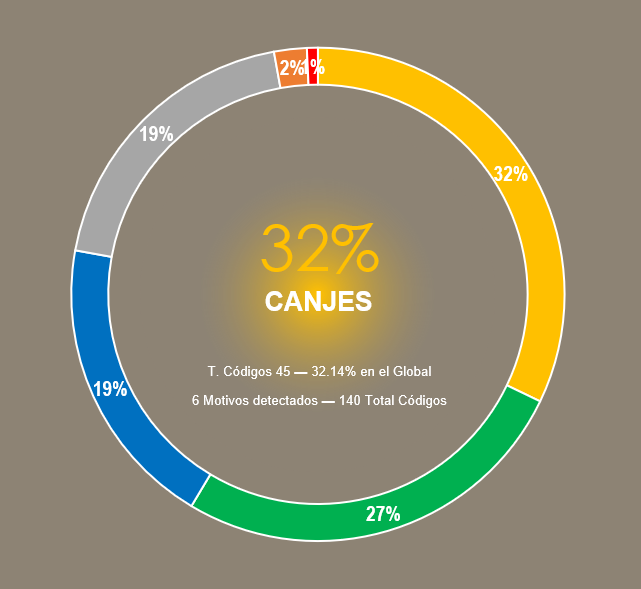 2%
1%
19%
32%
32%
CANJES
T. Códigos 45 — 32.14% en el Global
6 Motivos detectados — 140 Total Códigos
19%
27%